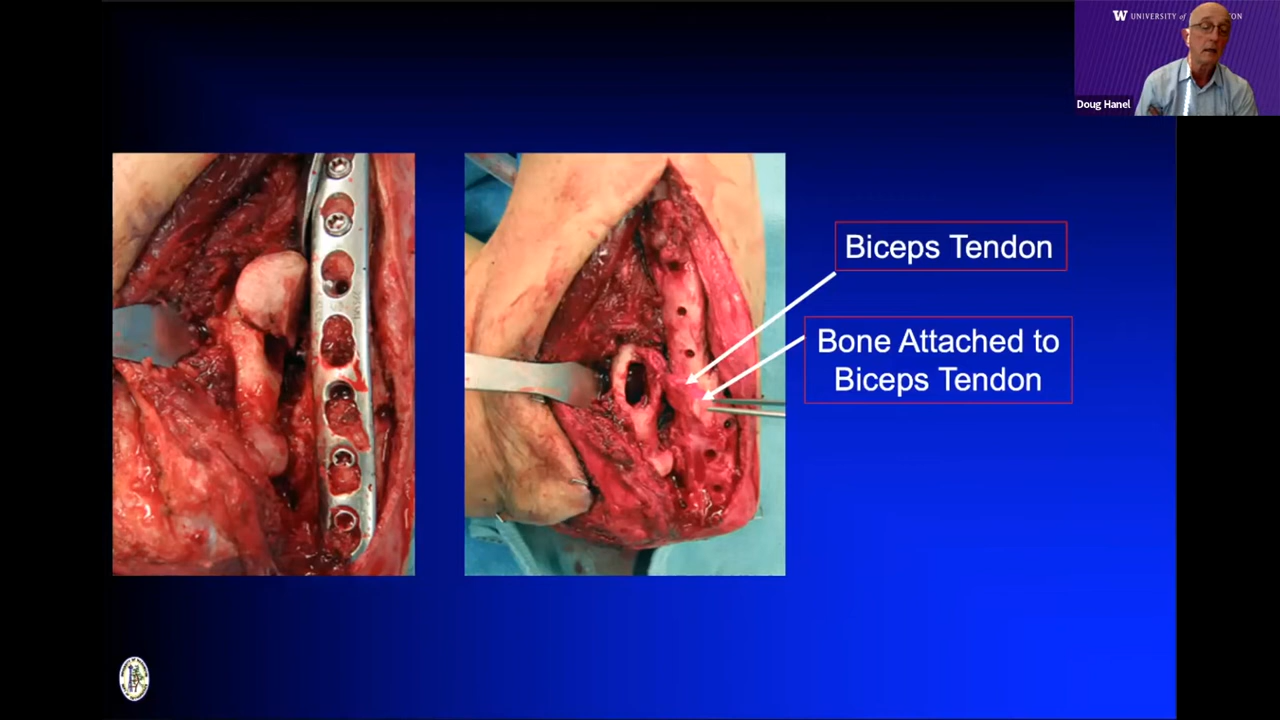 W UNIVERSITY of
Doug Hanel
Biceps Tendon
Bone Attached to
Biceps Tendon